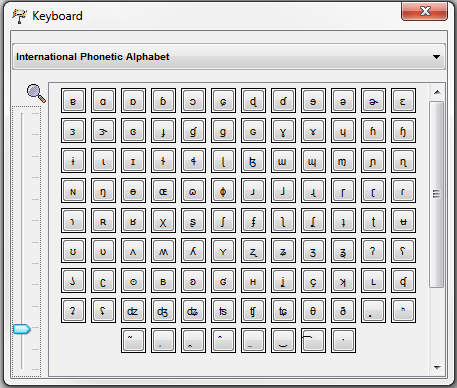 Keyboard
International Phonetic Alphabet
ɐ ɑ ɒ ɓ ɔ ɕ ɖ ɗ ɘ ə ɚ ɛ
ɜ ɝ ɞ ɟ ɠ ɡ ɢ ɣ ɤ ɥ ɦ ɧ
ɨ ɩ ɪ ɫ ɬ ɭ ɮ ɯ ɰ ɱ ɲ ɳ
ɴ ŋ ɵ ɶ ɷ ɸ ɹ ɺ ɻ ɼ ɽ ɾ
ɿ ʀ ʁ χ ʂ ʃ ʄ ʅ ʆ ʇ ʈ ʉ
ʊ ʋ ʌ ʍ ʎ ʏ ʐ ʑ ʒ ʓ ʔ ʕ
ʖ ʗ ʘ ʙ ʚ ʛ ʜ ʝ ç ʞ ʟ ʠ
ʡ ʢ ʣ ʤ ʥ ʦ ʧ ʨ θ ð